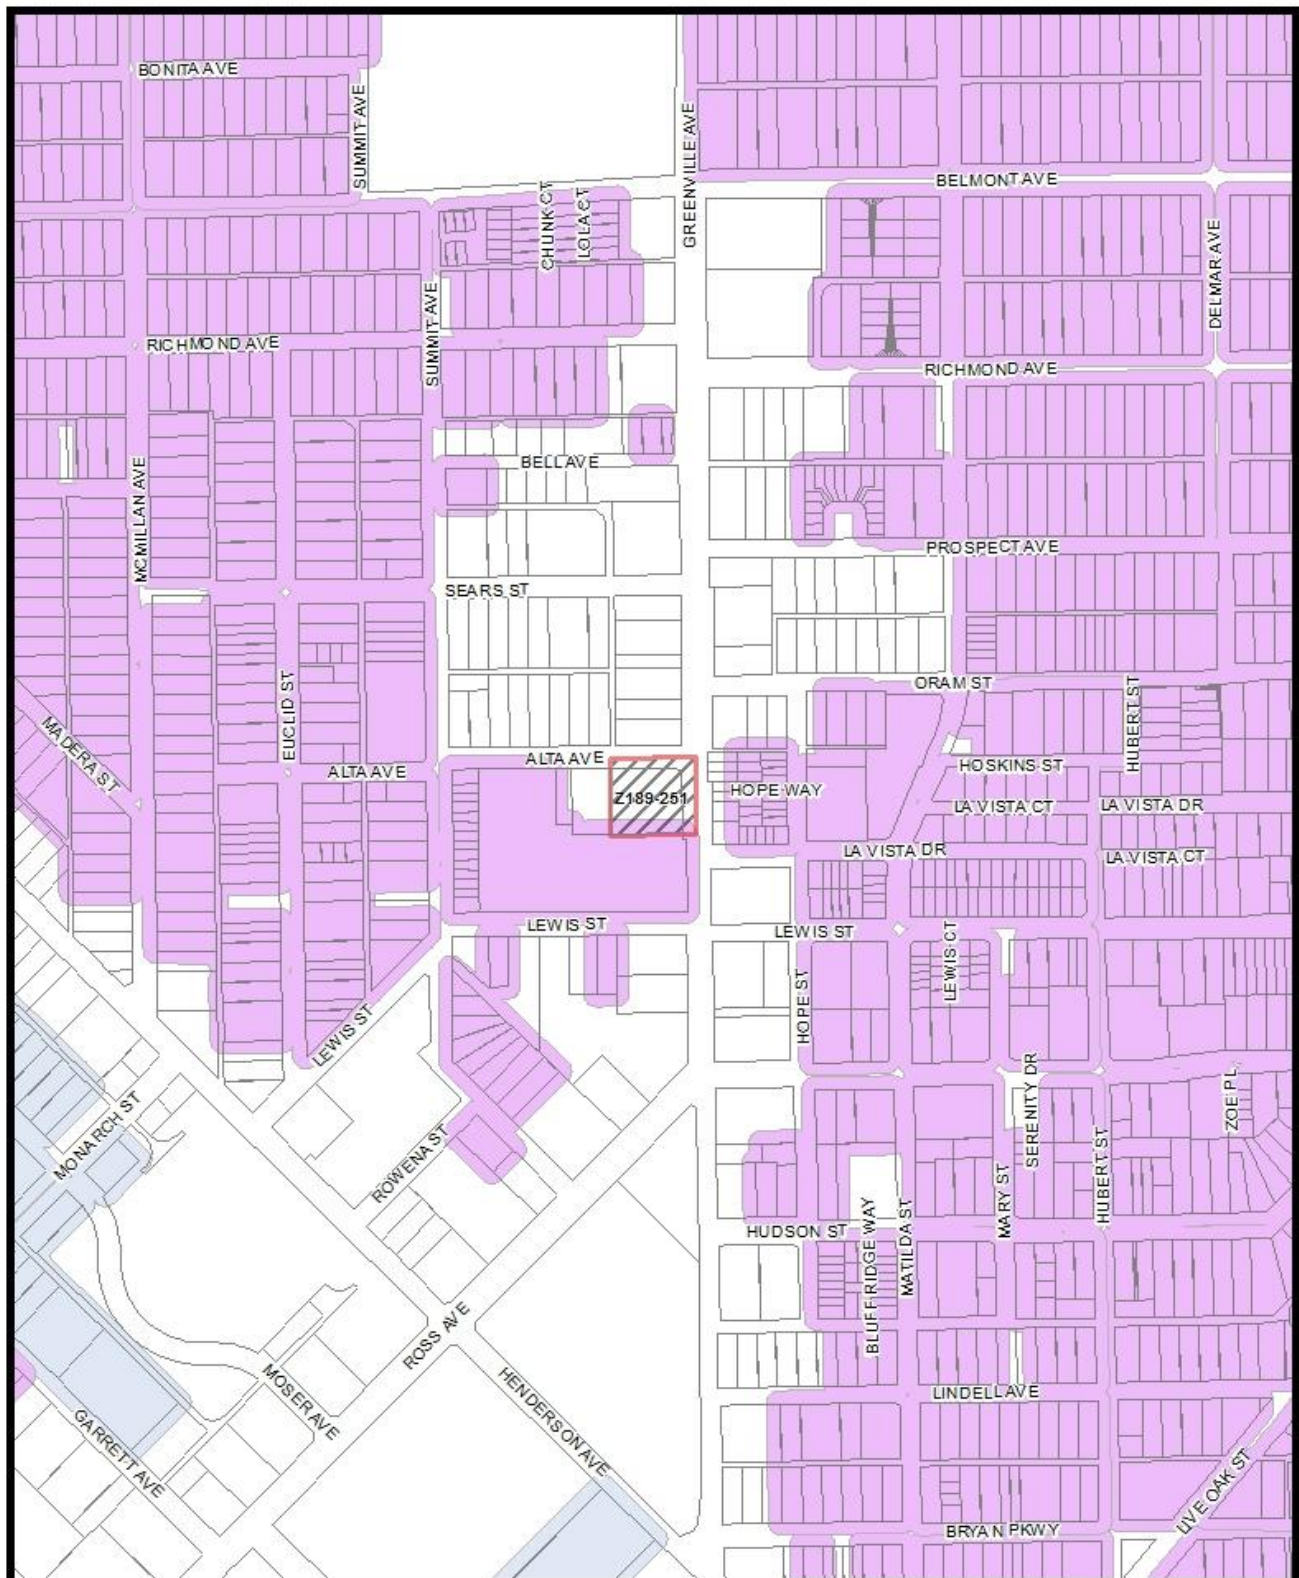 BONITA AVE
SUMMIT AVE
GREENVILLE AVE
BELMONT AVE
CHUNK CT
LOLA CT
DELMAR AVE
SUMMIT AVE
RICHMOND AVE
RICHMOND AVE
BELL AVE
MCMILLAN AVE
PROSPECT AVE
SEARS ST
EUCLID ST
ORAM ST
HUBERT ST
MADERA ST
ALTA AVE
ALTA AVE
HOSKINS ST
Z189-251
HOPE WAY
LA VISTA CT
LA VISTA DR
LA VISTA DR
LA VISTA CT
LEWIS ST
LEWIS ST
LEWIS CT
HOPE ST
LEWIS ST
SERENITY DR
ZOE PL
MONARCH ST
ROWENA ST
HUBERT ST
MARY ST
HUDSON ST
BLUFFRIDGE WAY
MATILDA ST
ROSS AVE
MOSER AVE
HENDERSON AVE
LINDELL AVE
GARRETT AVE
LIVE OAK ST
BRYAN PKWY